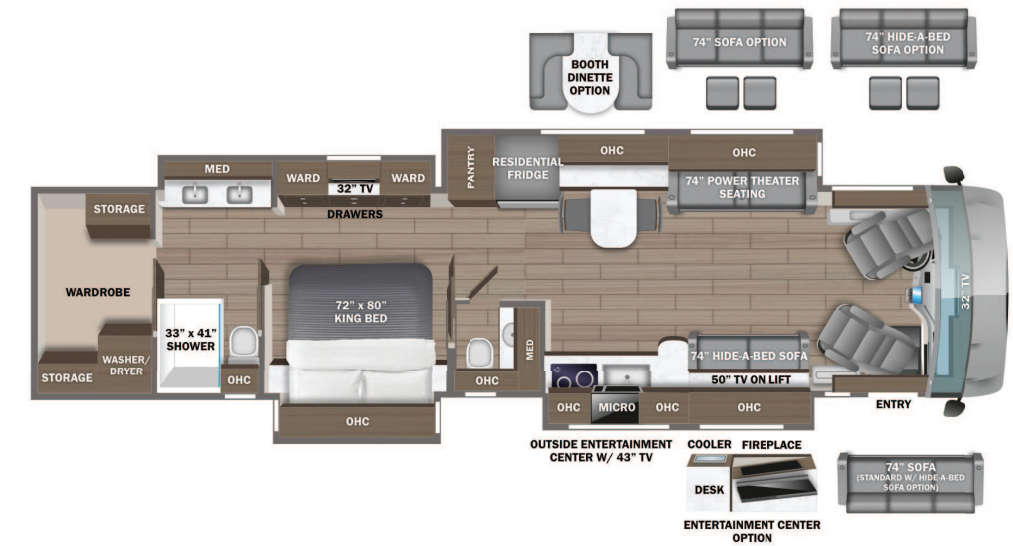 74” SOFA OPTION
74” HIDE-A-BED
SOFA OPTION
BOOTH
DINETTE
OPTION
MED
WARD
32” TV
WARD
DRAWERS
PANTRY
RESIDENTIAL
FRIDGE
OHC
OHC
74” POWER THEATER
SEATING
STORAGE
WARDROBE
STORAGE
WASHER/
DRYER
33” x 41”
SHOWER
OHC
72” x 80”
KING BED
OHC
OHC
MED
74” HIDE-A-BED SOFA
50” TV ON LIFT
OHC
MICRO
OHC
OHC
32” TV
ENTRY
OUTSIDE ENTERTAINMENT
CENTER W/ 43” TV
COOLER
FIREPLACE
DESK
ENTERTAINMENT CENTER
OPTION
74” SOFA
(STANDARD W/ HIDE-A-BED
SOFA OPTION)